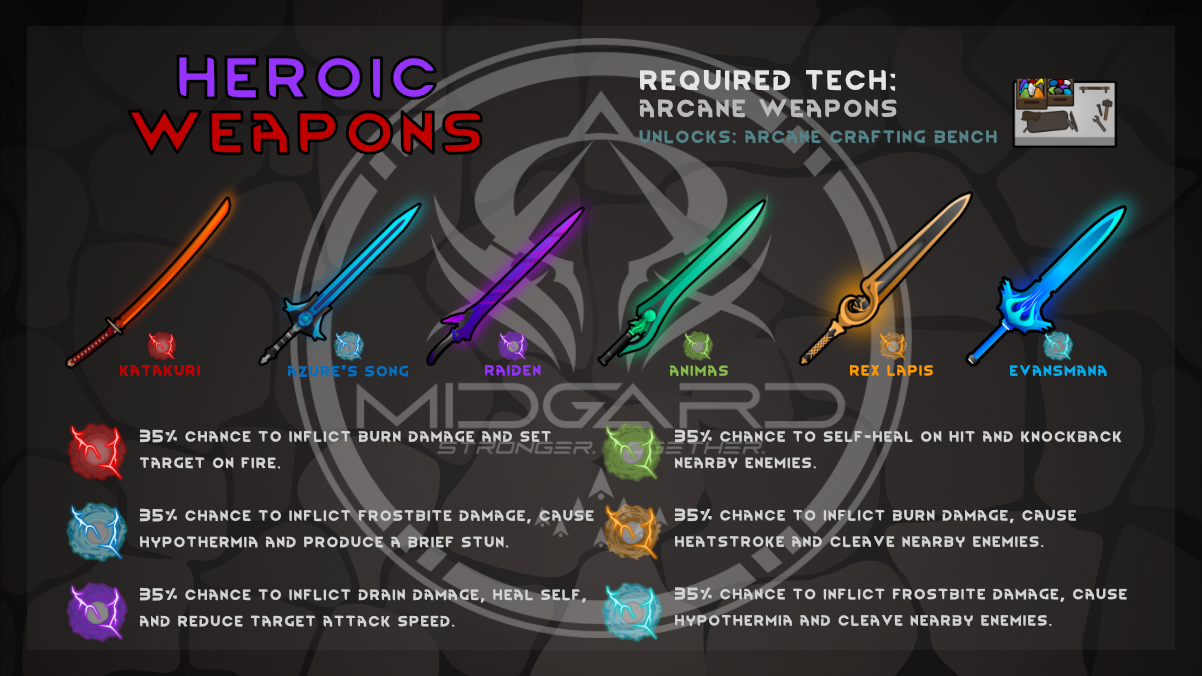 HEROIC
WEAPONS
REQUIRED TECH:
ARCANE WEAPONS
UNLOCKS: ARCANE CRAFTING BENCH
KATAKURI
AZURE'S SONG
RAIDEN
ANIMAS
REX LAPIS
EVANSMANA
MIDGARD
STRONGER. TOGETHER.
35% CHANCE TO INFLICT BURN DAMAGE AND SET
TARGET ON FIRE.
35% CHANCE TO INFLICT FROSTBITE DAMAGE, CAUSE
HYPOTHERMIA AND PRODUCE A BRIEF STUN.
35% CHANCE TO INFLICT DRAIN DAMAGE, HEAL SELF,
AND REDUCE TARGET ATTACK SPEED.
35% CHANCE TO SELF-HEAL ON HIT AND KNOCKBACK
NEARBY ENEMIES.
35% CHANCE TO INFLICT BURN DAMAGE, CAUSE
HEATSTROKE AND CLEAVE NEARBY ENEMIES.
35% CHANCE TO INFLICT FROSTBITE DAMAGE, CAUSE
HYPOTHERMIA AND CLEAVE NEARBY ENEMIES.